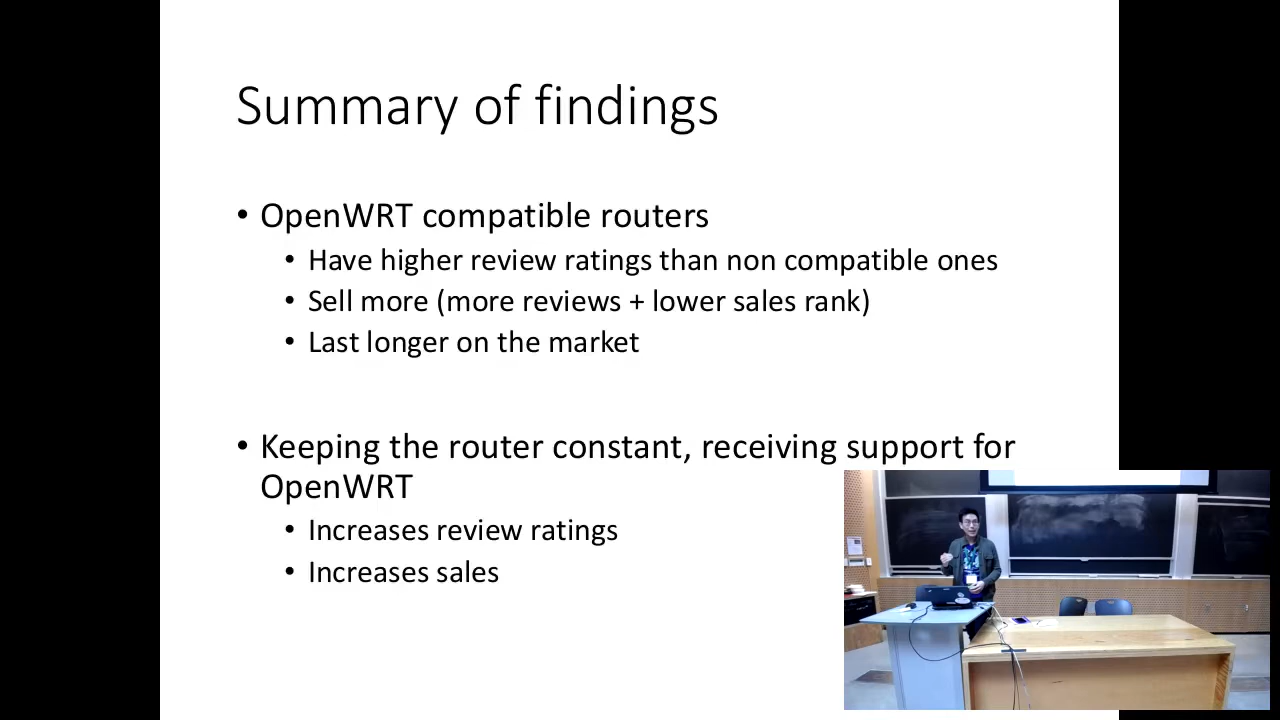 Summary of findings
• OpenWRT compatible routers
• Have higher review ratings than non compatible ones
• Sell more (more reviews + lower sales rank)
• Last longer on the market
• Keeping the router constant, receiving support for
OpenWRT
• Increases review ratings
• Increases sales